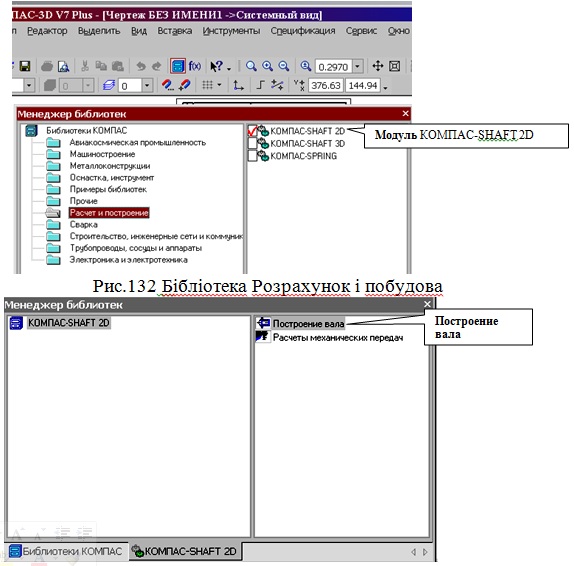 ПАС-3D V7 Plus - [Чертеж БЕЗ ИМЕНИ1 ->Системный вид]
л Редактор Выделить Вид Вставка Инструменты Спецификация Сервис Окно
f(x) ? 0.2970
0 0 376.63 144.94
Менеджер библиотек
Библиотеки КОМПАС
Авиакосмическая промышленность
Машиностроение
Металлоконструкции
Оснастка, инструмент
Примеры библиотек
Прочие
Расчет и построение
Сварка
Строительство, инженерные сети и коммуник
Трубопроводы, сосуды и аппараты
Электроника и электротехника
КОМПАС-SHAFT 2D
КОМПАС-SHAFT 3D
КОМПАС-SPRING
Модуль КОМПАС-SHAFT 2D
Рис.132 Бібліотека Розрахунок і побудова
Менеджер библиотек
КОМПАС-SHAFT 2D
Построение вала
Расчеты механических передач
Построение
вала
Библиотеки КОМПАС КОМПАС-SHAFT 2D